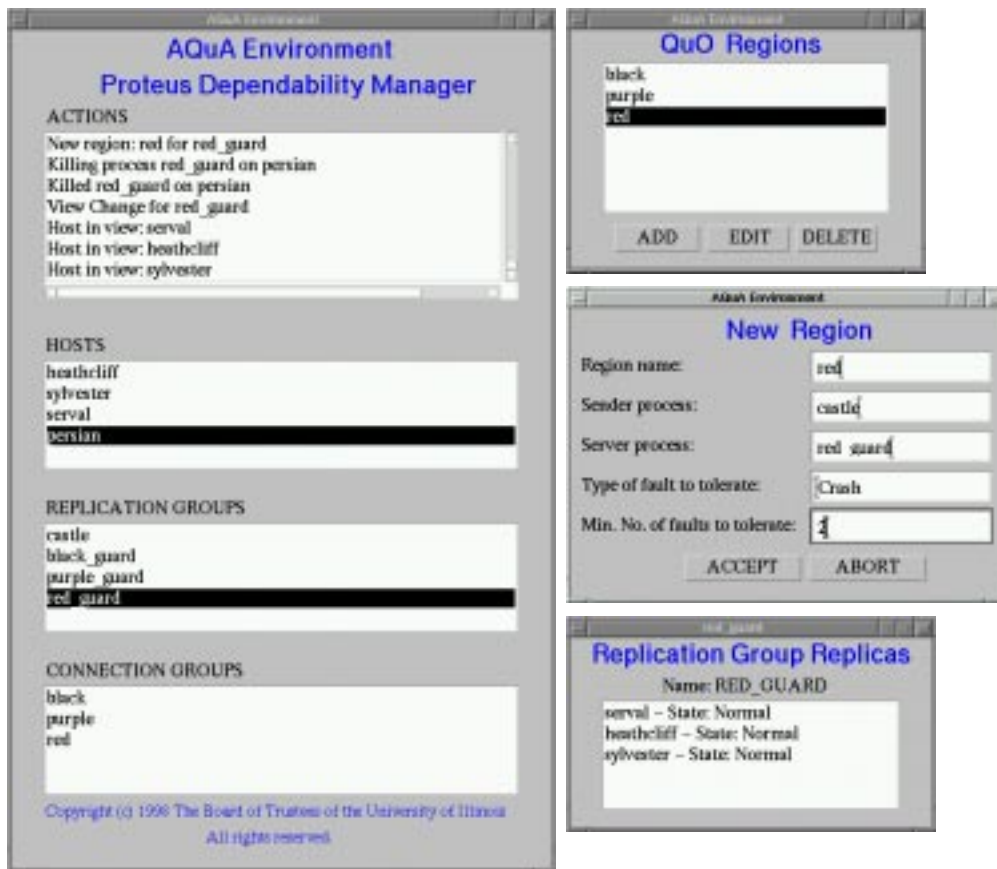 AQuA Environment
AQuA Environment
Proteus Dependability Manager
ACTIONS
New region: red for red_guard
Killing process red_guard on persian
Killed red_guard on persian
View Change for red_guard
Host in view: serval
Host in view: heathcliff
Host in view: sylvester
HOSTS
heathcliff
sylvester
serval
persian
REPLICATION GROUPS
castle
black_guard
purple_guard
red_guard
CONNECTION GROUPS
black
purple
red
Copyright (c) 1998 The Board of Trustees of the University of Illinois
All rights reserved.
AQuA Environment
QuO Regions
black
purple
red
ADD EDIT DELETE
AQuA Environment
New Region
Region name: red
Sender process: castle
Server process: red_guard
Type of fault to tolerate: Crash
Min. No. of faults to tolerate:
ACCEPT ABORT
red_guard
Replication Group Replicas
Name: RED_GUARD
serval – State: Normal
heathcliff – State: Normal
sylvester – State: Normal